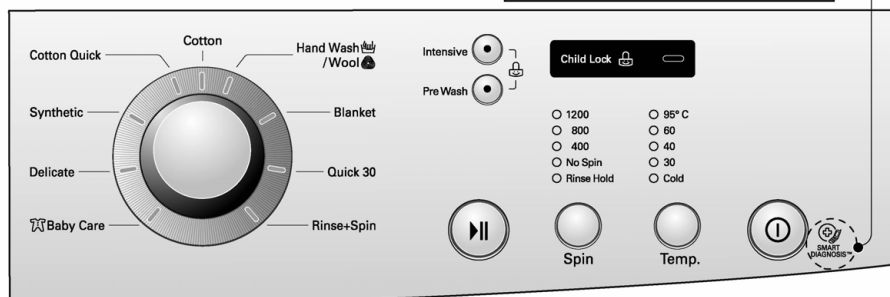 Cotton Quick
Cotton
Hand Wash
/Wool
Synthetic
Blanket
Delicate
Quick 30
Baby Care
Rinse+Spin
Intensive
Pre Wash
Child Lock
1200
800
400
No Spin
Rinse Hold
95° C
60
40
30
Cold
Spin
Temp.
SMART
DIAGNOSIS™